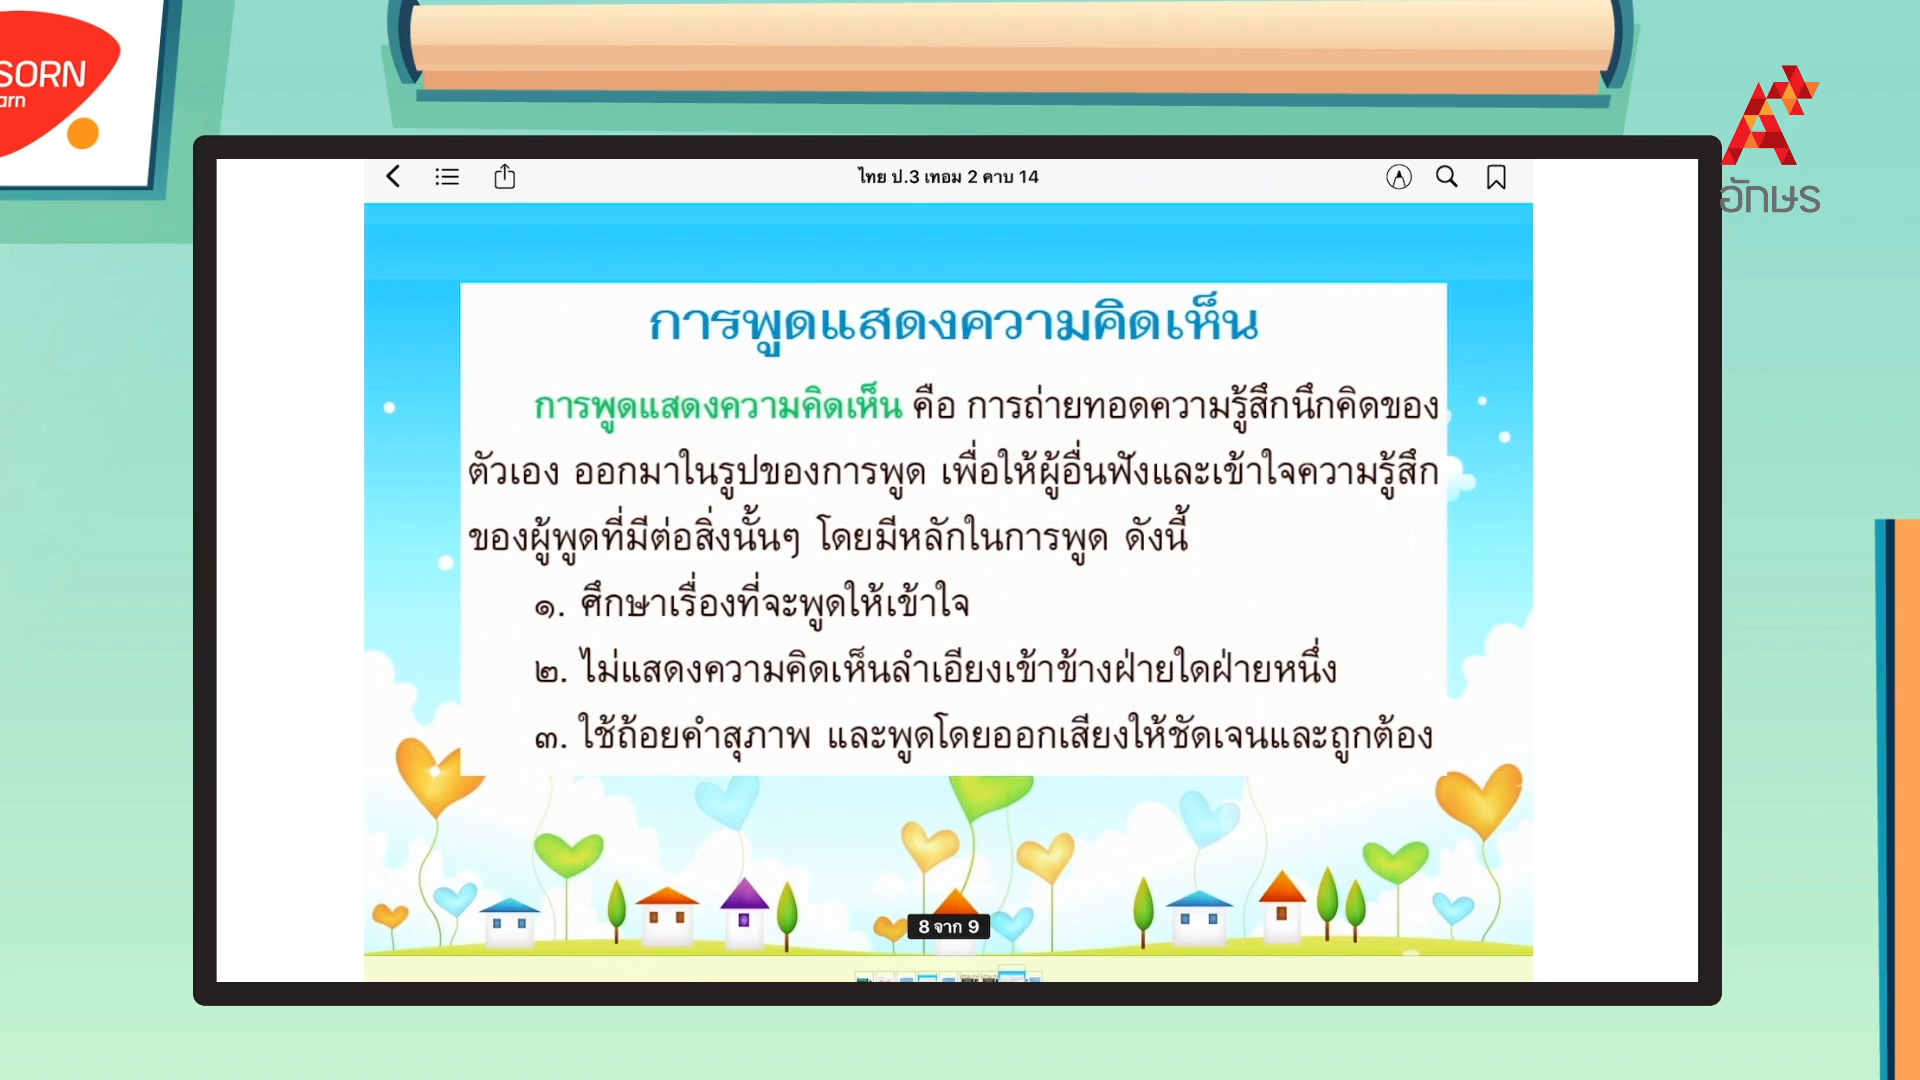 SORN
arn
อักษร
ไทย ป.3 เทอม 2 คาบ 14
การพูดแสดงความคิดเห็น
การพูดแสดงความคิดเห็น คือ การถ่ายทอดความรู้สึกนึกคิดของ
ตัวเอง ออกมาในรูปของการพูด เพื่อให้ผู้อื่นฟังและเข้าใจความรู้สึก
ของผู้พูดที่มีต่อสิ่งนั้นๆ โดยมีหลักในการพูด ดังนี้
๑. ศึกษาเรื่องที่จะพูดให้เข้าใจ
๒. ไม่แสดงความคิดเห็นลำเอียงเข้าข้างฝ่ายใดฝ่ายหนึ่ง
๓. ใช้ถ้อยคำสุภาพ และพูดโดยออกเสียงให้ชัดเจนและถูกต้อง
8 จาก 9